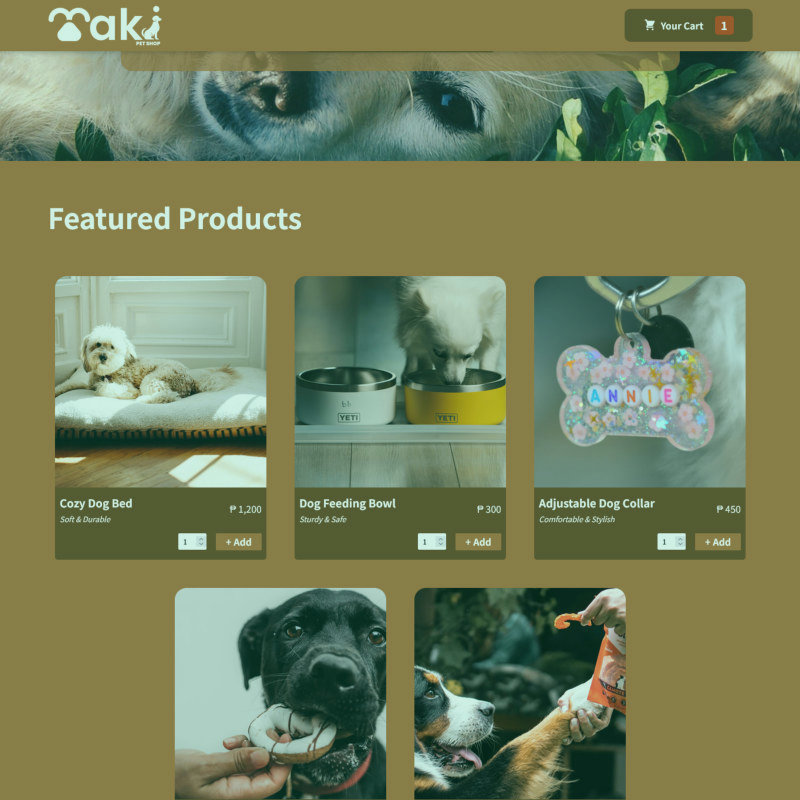 Maki
PET SHOP
Your Cart 1
Featured Products
YETI
YETI
ANNIE
Cozy Dog Bed
Soft & Durable
₱ 1,200
1
+ Add
Dog Feeding Bowl
Sturdy & Safe
₱ 300
1
+ Add
Adjustable Dog Collar
Comfortable & Stylish
₱ 450
1
+ Add